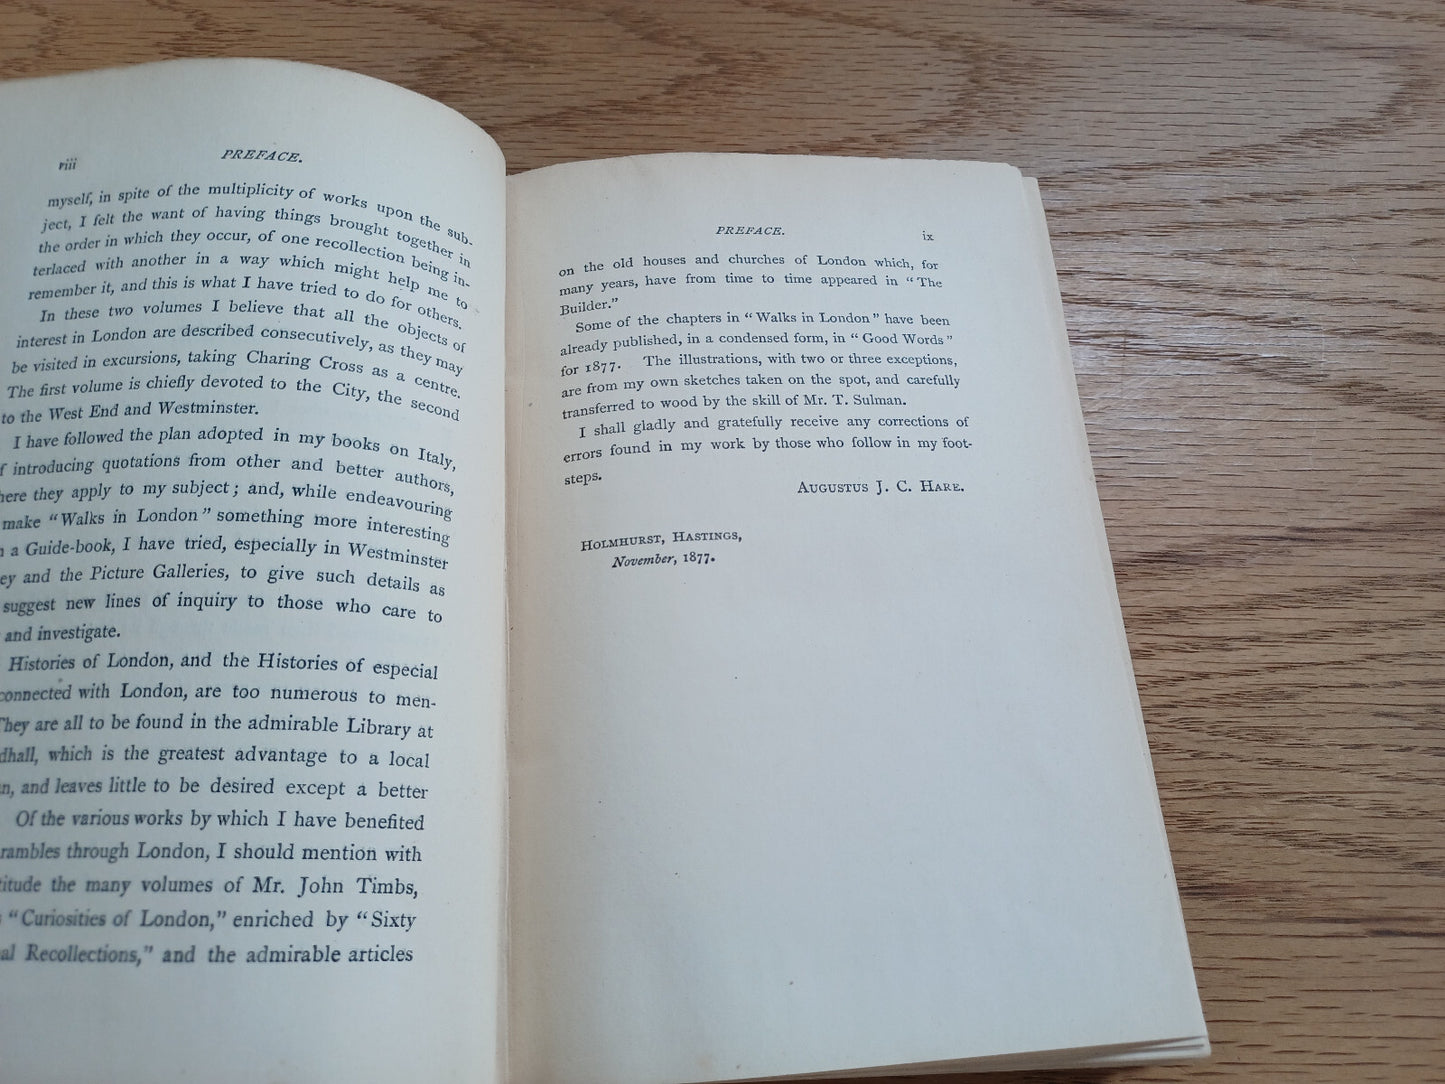 viii
PREFACE.
myself, in spite of the multiplicity of works upon the sub-
ject, I felt the want of having things brought together in
the order in which they occur, of one recollection being in-
terlaced with another in a way which might help me to
remember it, and this is what I have tried to do for others.
In these two volumes I believe that all the objects of
interest in London are described consecutively, as they may
be visited in excursions, taking Charing Cross as a centre.
The first volume is chiefly devoted to the City, the second
to the West End and Westminster.
I have followed the plan adopted in my books on Italy,
f introducing quotations from other and better authors,
here they apply to my subject; and, while endeavouring
make "Walks in London" something more interesting
n a Guide-book, I have tried, especially in Westminster
ey and the Picture Galleries, to give such details as
suggest new lines of inquiry to those who care to
and investigate.
Histories of London, and the Histories of especial
connected with London, are too numerous to men-
They are all to be found in the admirable Library at
dhall, which is the greatest advantage to a local
n, and leaves little to be desired except a better
Of the various works by which I have benefited
rambles through London, I should mention with
titude the many volumes of Mr. John Timbs,
"Curiosities of London," enriched by "Sixty
al Recollections," and the admirable articles
PREFACE.
ix
on the old houses and churches of London which, for
many years, have from time to time appeared in "The
Builder."
Some of the chapters in "Walks in London" have been
already published, in a condensed form, in "Good Words"
for 1877. The illustrations, with two or three exceptions,
are from my own sketches taken on the spot, and carefully
transferred to wood by the skill of Mr. T. Sulman.
I shall gladly and gratefully receive any corrections of
errors found in my work by those who follow in my foot-
steps.
AUGUSTUS J. C. HARE.
HOLMHURST, HASTINGS,
November, 1877.